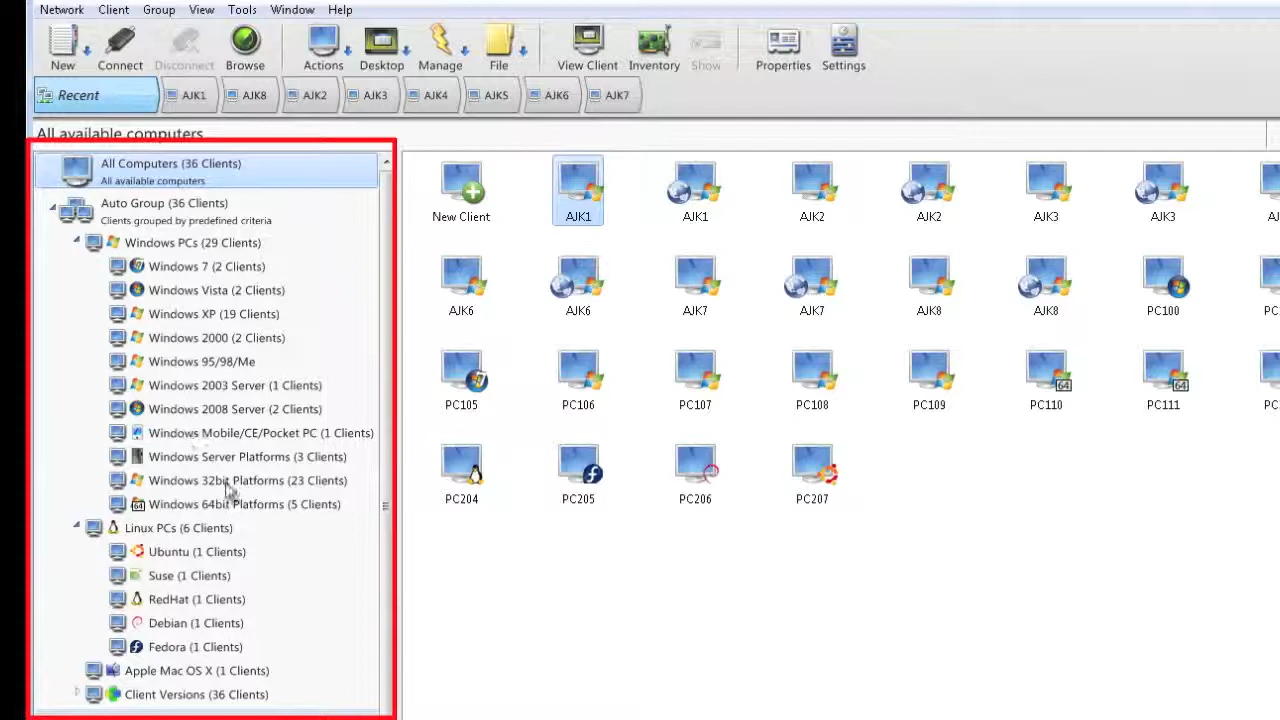 Network Client Group View Tools Window Help
New Connect Disconnect Browse Actions Desktop Manage File View Client Inventory Show Properties Settings
Recent AJK1 AJK8 AJK2 AJK3 AJK4 AJK5 AJK6 AJK7
All available computers
All Computers (36 Clients)
All available computers
Auto Group (36 Clients)
Clients grouped by predefined criteria
Windows PCs (29 Clients)
Windows 7 (2 Clients)
Windows Vista (2 Clients)
Windows XP (19 Clients)
Windows 2000 (2 Clients)
Windows 95/98/Me
Windows 2003 Server (1 Clients)
Windows 2008 Server (2 Clients)
Windows Mobile/CE/Pocket PC (1 Clients)
Windows Server Platforms (3 Clients)
Windows 32bit Platforms (23 Clients)
64 Windows 64bit Platforms (5 Clients)
Linux PCs (6 Clients)
Ubuntu (1 Clients)
Suse (1 Clients)
RedHat (1 Clients)
Debian (1 Clients)
Fedora (1 Clients)
Apple Mac OS X (1 Clients)
Client Versions (36 Clients)
New Client AJK1 AJK1 AJK2 AJK2 AJK3 AJK3
AJK6 AJK6 AJK7 AJK7 AJK8 AJK8 PC100
64 64
PC105 PC106 PC107 PC108 PC109 PC110 PC111
PC204 PC205 PC206 PC207